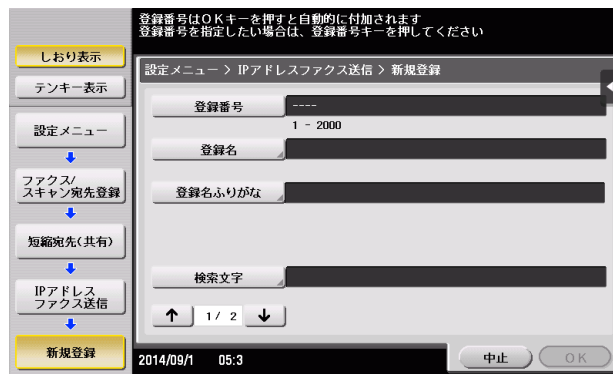 登録番号はOKキーを押すと自動的に付加されます
登録番号を指定したい場合は、登録番号キーを押してください
しおり表示
テンキー表示
設定メニュー
ファクス/
スキャン宛先登録
短縮宛先(共有)
IPアドレス
ファクス送信
新規登録
設定メニュー > IPアドレスファクス送信 > 新規登録
登録番号
----
1 - 2000
登録名
登録名ふりがな
検索文字
↑ 1/ 2 ↓
2014/09/1 05:3
中止
OK